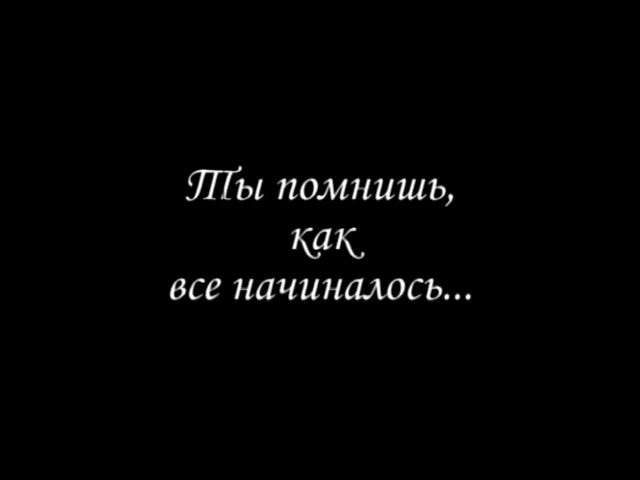 Ты помнишь,
как
все начиналось...